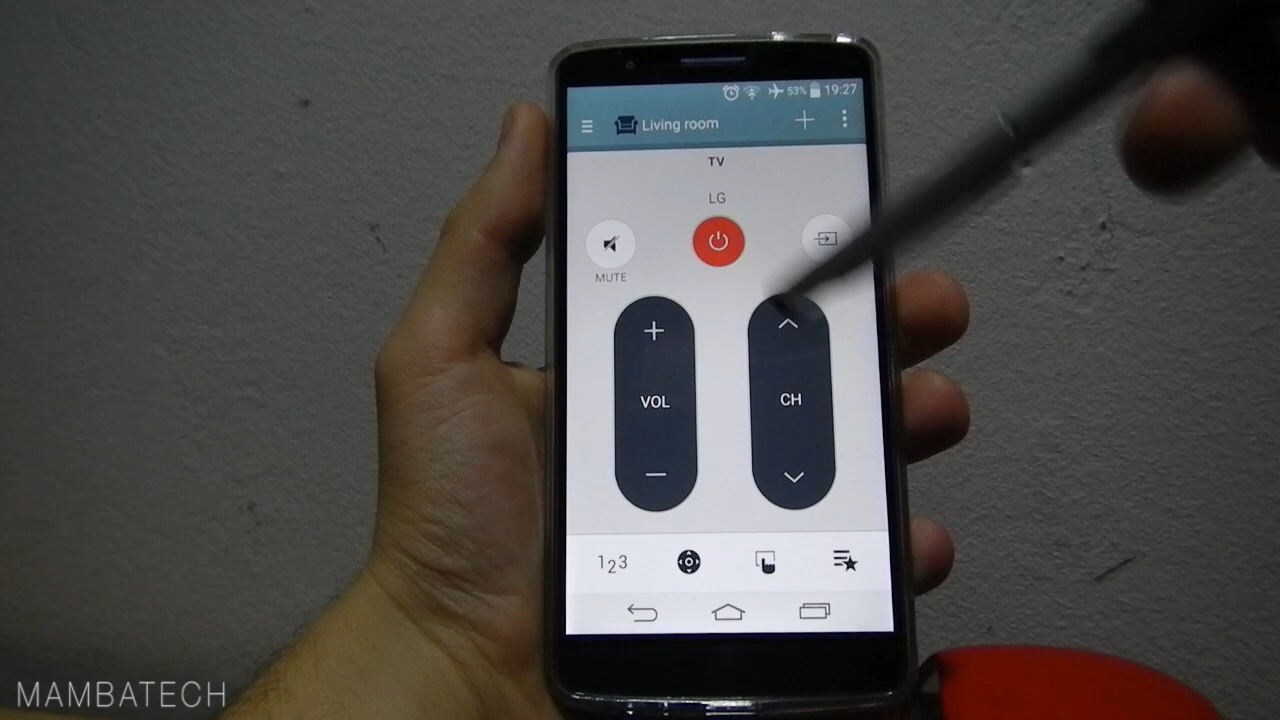 53% 19:27
Living room
TV
LG
MUTE
VOL
CH
123
MAMBATECH